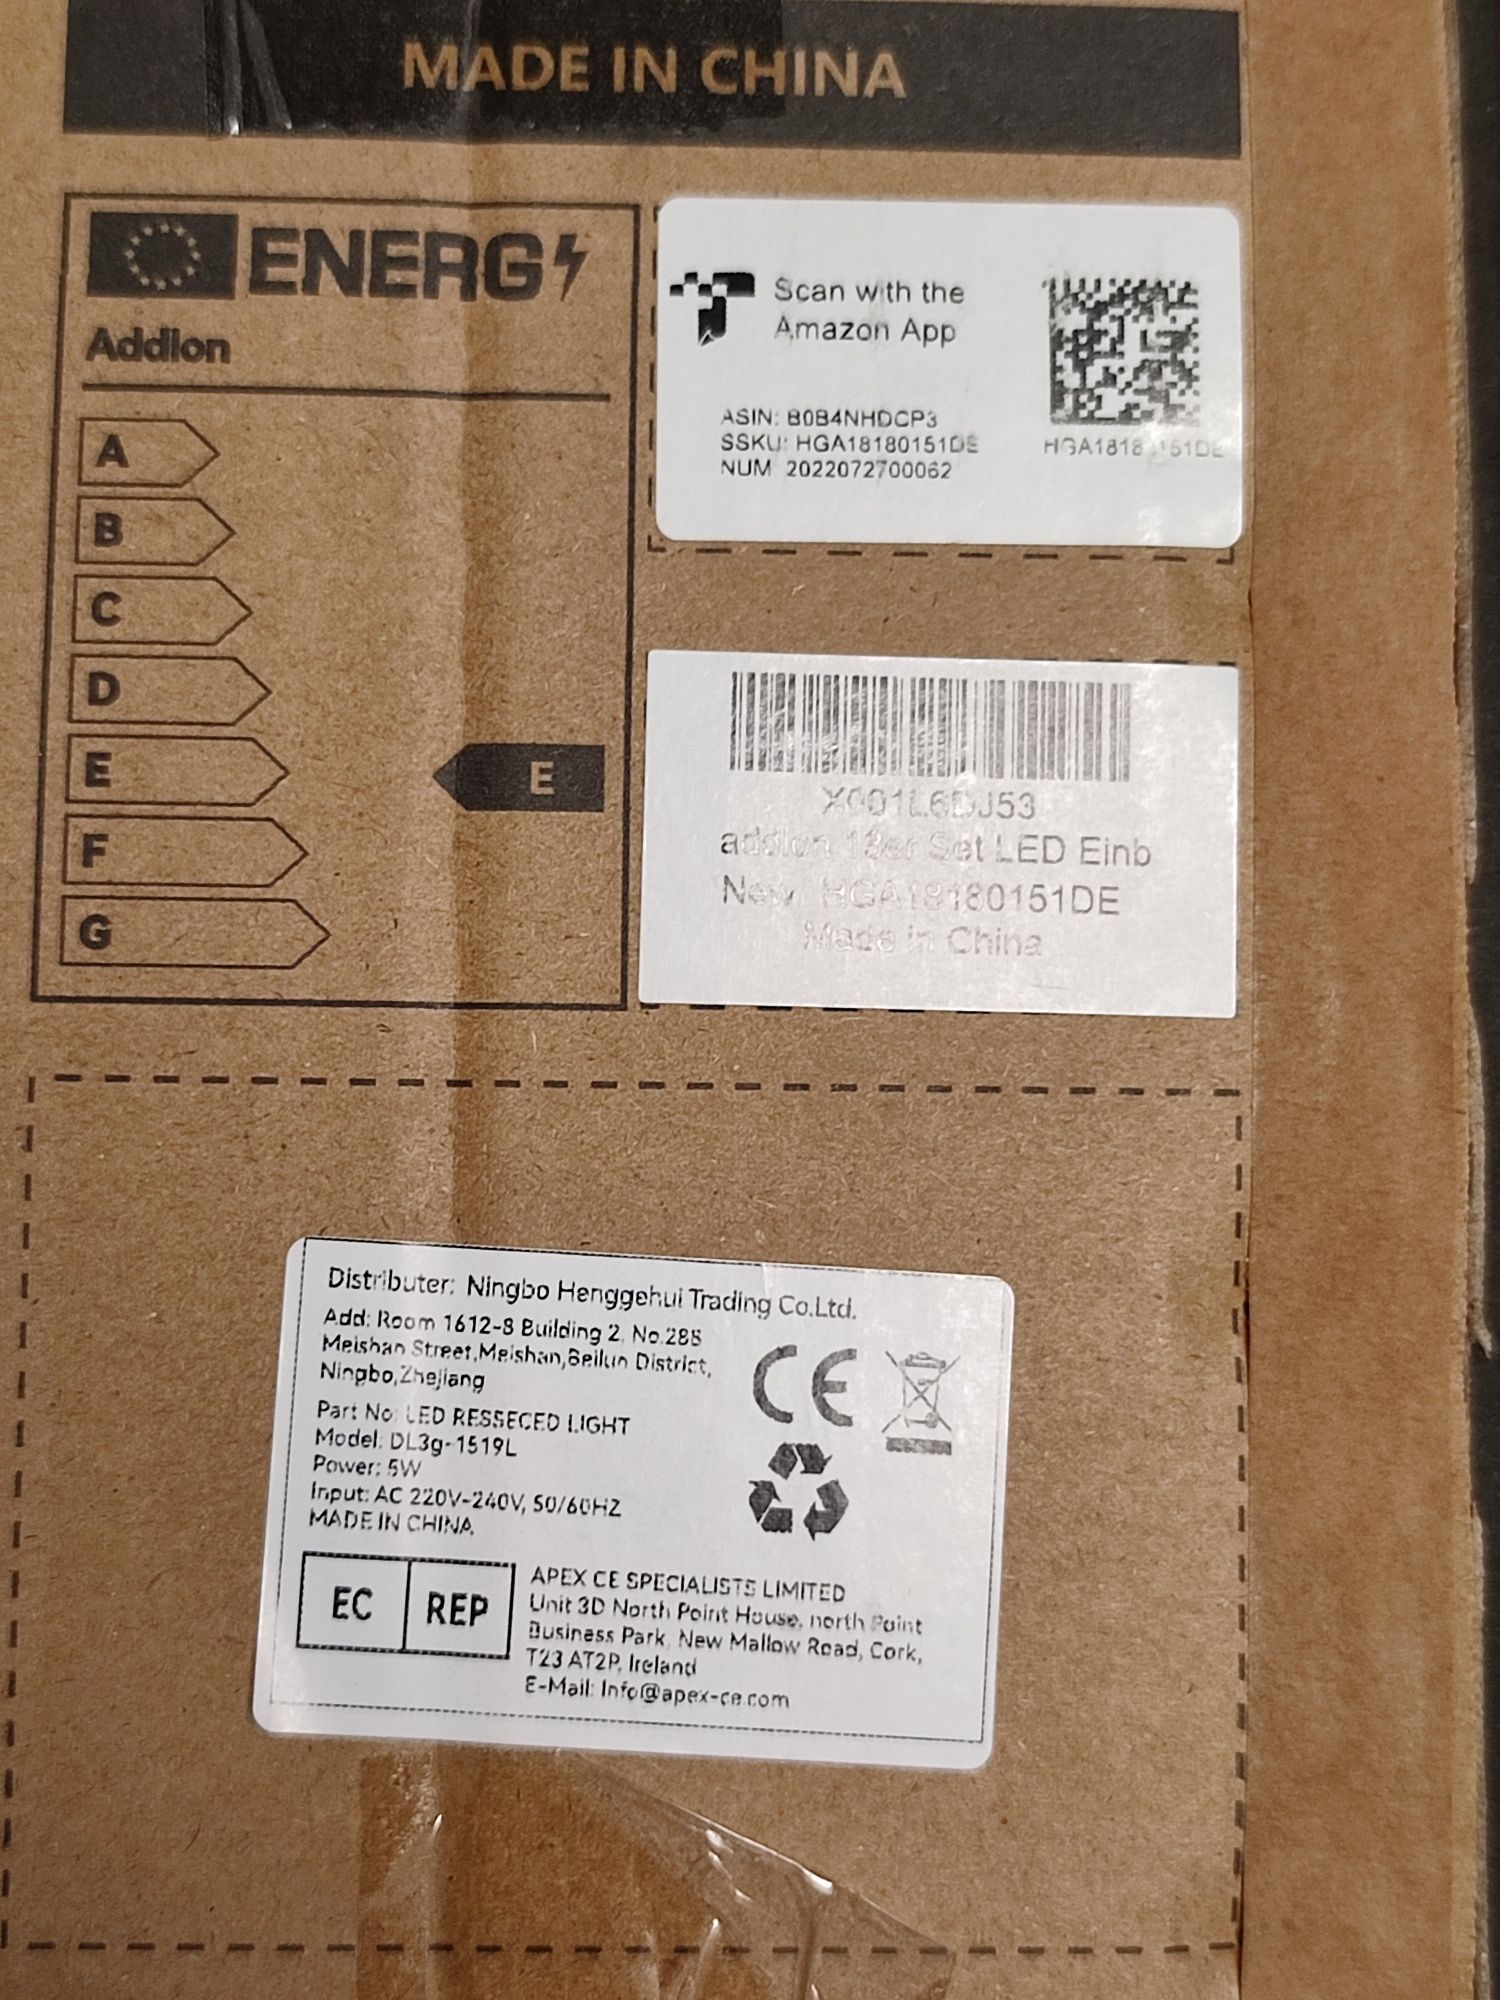 MADE IN CHINA
ENERG
Addlon
A
B
C
D
E
E
F
G
Scan with the
Amazon App
ASIN: B0B4NHDCP3
SSKU: HGA18180151DE
NUM 2022072700062
X001L6DJ53
addlon 18er Set LED Einb
New HGA18180151DE
Made in China
Distributer: Ningbo Henggehui Trading Co.Ltd.
Add: Room 1612-8 Building 2, No.288
Meishan Street,Meishan,Beilun District,
Ningbo,Zhejiang
Part No: LED RESSECED LIGHT
Model: DL3g-1519L
Power: 5W
Input: AC 220V-240V, 50/60HZ
MADE IN CHINA
CE
EC REP
APEX CE SPECIALISTS LIMITED
Unit 3D North Point House, north Point
Business Park, New Mallow Road, Cork,
T23 AT2P, Ireland
E-Mail: Info@apex-ce.com